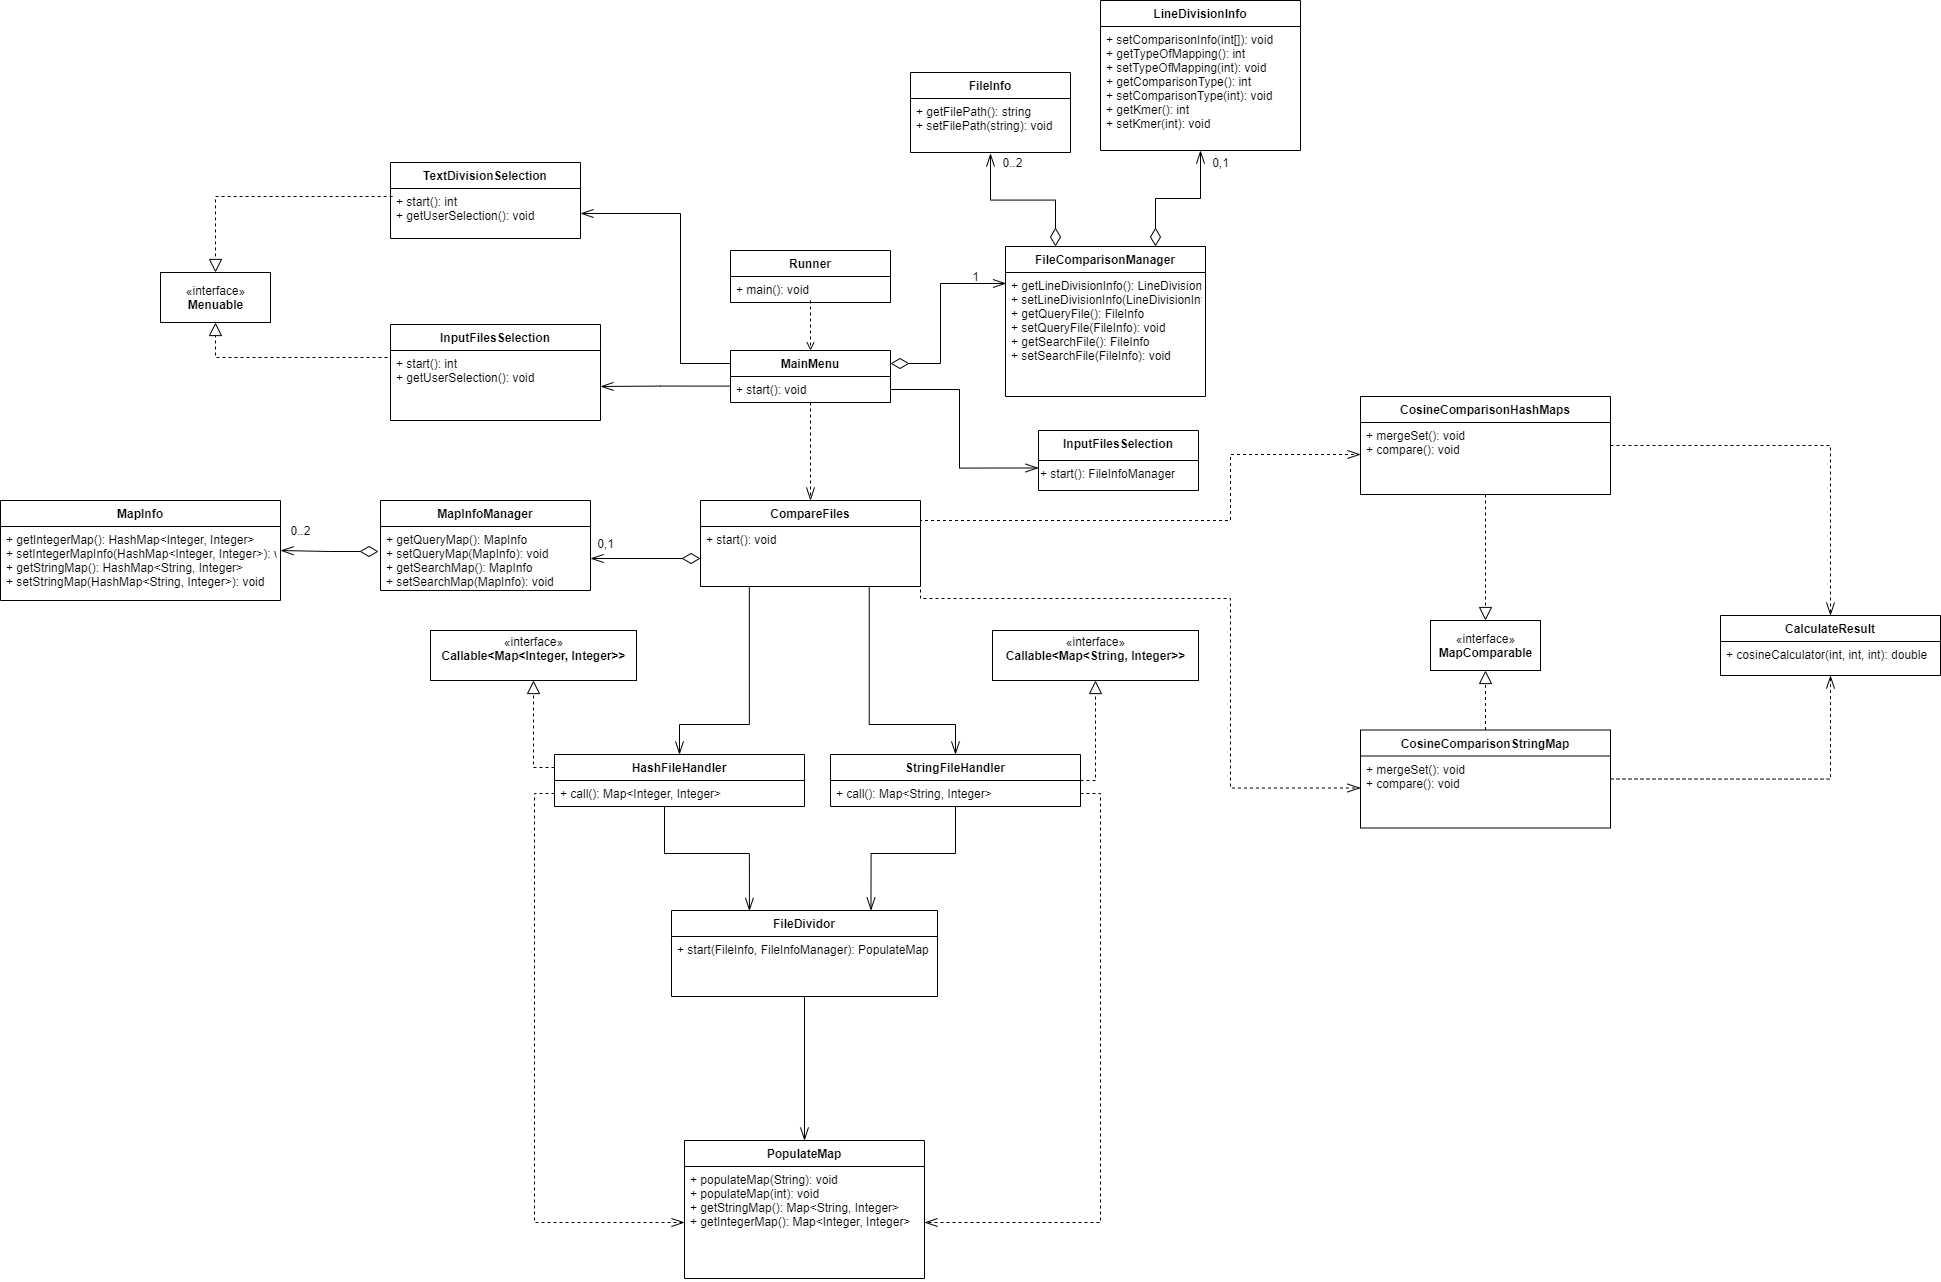 LineDivisionInfo
+ setComparisonInfo(int[]): void
+ getTypeOfMapping(): int
+ setTypeOfMapping(int): void
+ getComparisonType(): int
+ setComparisonType(int): void
+ getKmer(): int
+ setKmer(int): void
FileInfo
+ getFilePath(): string
+ setFilePath(string): void
0..2
0,1
TextDivisionSelection
+ start(): int
+ getUserSelection(): void
Runner
+ main(): void
FileComparisonManager
+ getLineDivisionInfo(): LineDivision
+ setLineDivisionInfo(LineDivisionIn
+ getQueryFile(): FileInfo
+ setQueryFile(FileInfo): void
+ getSearchFile(): FileInfo
+ setSearchFile(FileInfo): void
1
«interface»
Menuable
InputFilesSelection
+ start(): int
+ getUserSelection(): void
MainMenu
+ start(): void
InputFilesSelection
+ start(): FileInfoManager
CosineComparisonHashMaps
+ mergeSet(): void
+ compare(): void
MapInfo
+ getIntegerMap(): HashMap<Integer, Integer>
+ setIntegerMapInfo(HashMap<Integer, Integer>):
+ getStringMap(): HashMap<String, Integer>
+ setStringMap(HashMap<String, Integer>): void
0..2
MapInfoManager
+ getQueryMap(): MapInfo
+ setQueryMap(MapInfo): void
+ getSearchMap(): MapInfo
+ setSearchMap(MapInfo): void
0,1
CompareFiles
+ start(): void
«interface»
Callable<Map<Integer, Integer>>
«interface»
Callable<Map<String, Integer>>
«interface»
MapComparable
CalculateResult
+ cosineCalculator(int, int, int): double
CosineComparisonStringMap
+ mergeSet(): void
+ compare(): void
HashFileHandler
+ call(): Map<Integer, Integer>
StringFileHandler
+ call(): Map<String, Integer>
FileDividor
+ start(FileInfo, FileInfoManager): PopulateMap
PopulateMap
+ populateMap(String): void
+ populateMap(int): void
+ getStringMap(): Map<String, Integer>
+ getIntegerMap(): Map<Integer, Integer>